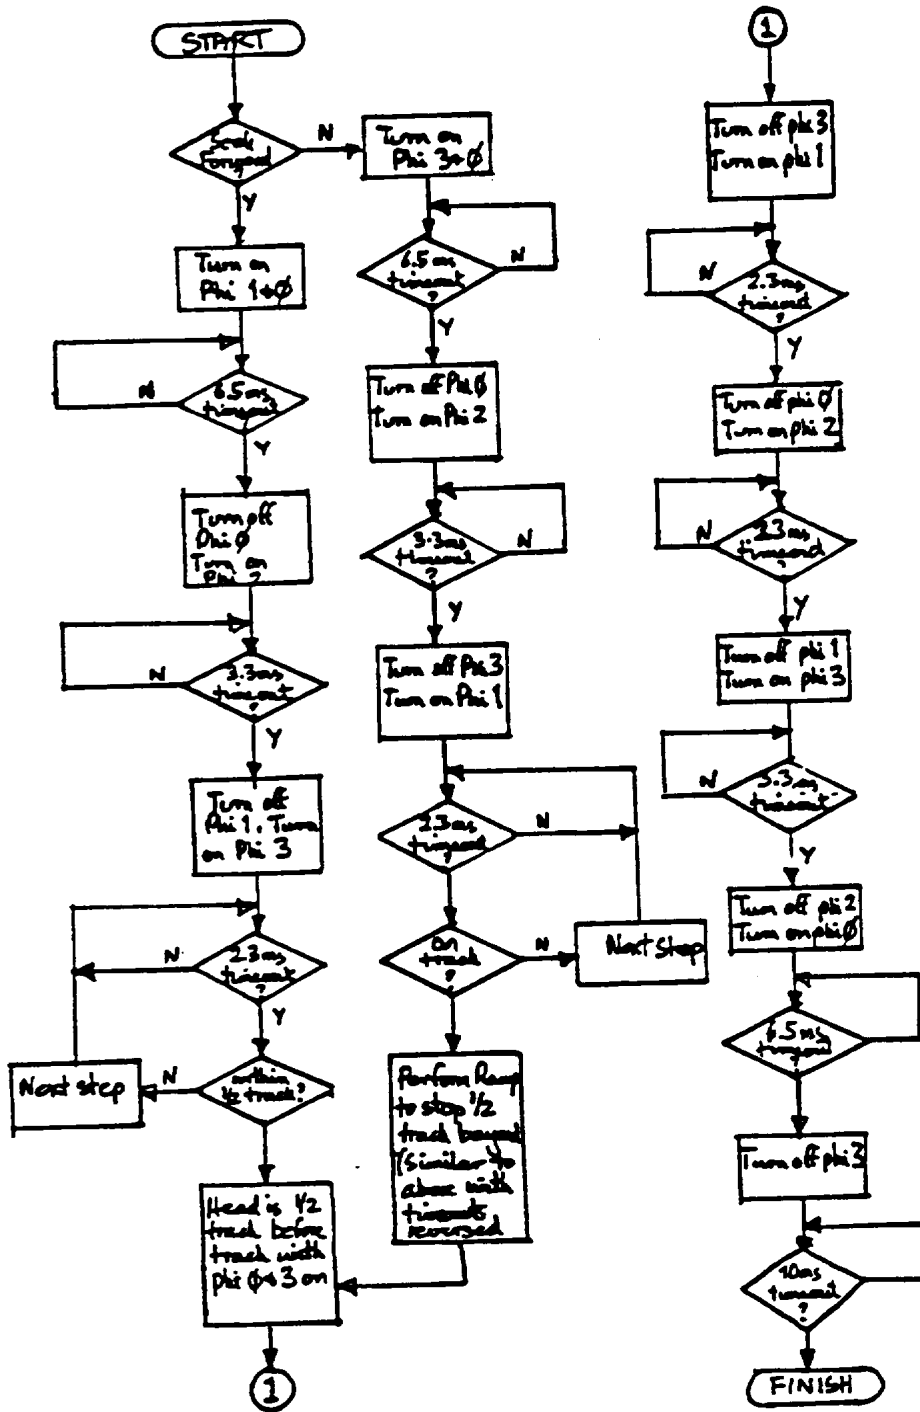 START
Seek
Forward
?
N
Y
Turn on
Phi 1+Ø
6.5ms
timeout
?
N
Y
Turn off
Phi Ø
Turn on
Phi 2
3.3ms
timeout
?
N
Y
Turn off
Phi 1, Turn
on Phi 3
2.3ms
timeout
?
N
Y
within
1/2 track?
N
Next step
Head is 1/2
track before
track with
phi Ø+3 on
1
Turn on
Phi 3+Ø
6.5ms
timeout
?
N
Y
Turn off Phi Ø
Turn on Phi 2
3.3ms
timeout
?
N
Y
Turn off Phi 3
Turn on Phi 1
2.3ms
timeout
N
on
track
?
N
Next step
Perform Ramp
to stop 1/2
track beyond
(similar to
above with
timeouts
reversed
1
Turn off phi 3
Turn on phi 1
2.3ms
timeout
?
N
Y
Turn off phi Ø
Turn on phi 2
2.3ms
timeout
?
N
Y
Turn off phi 1
Turn on phi 3
3.3ms
timeout
N
Y
Turn off phi 2
Turn on phi Ø
6.5ms
timeout
Turn off phi 3
timeout
?
FINISH